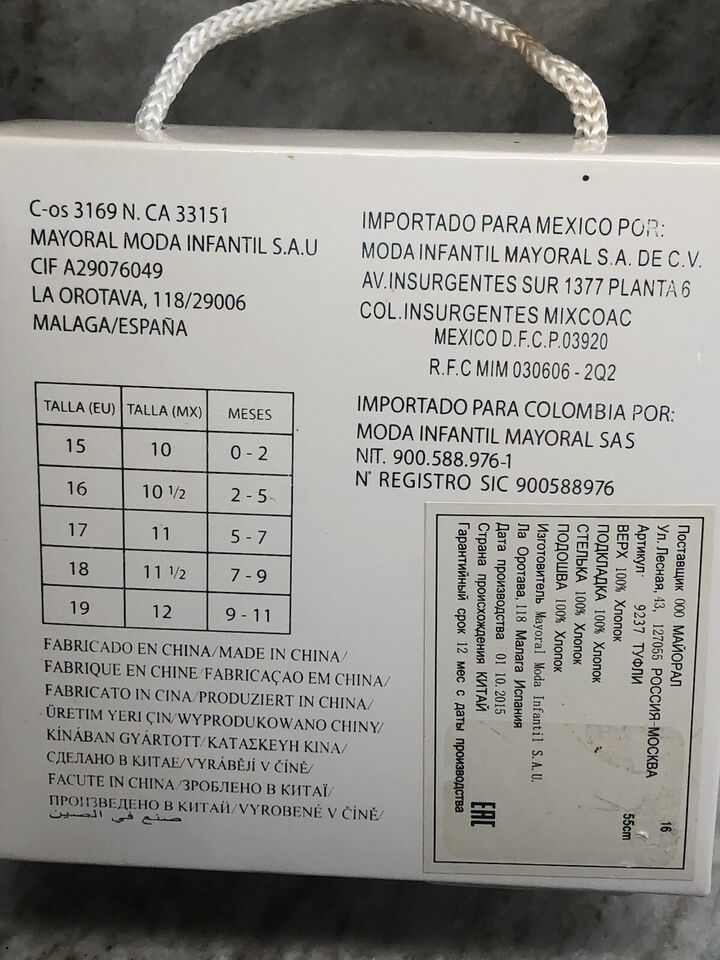 C-os 3169 N. CA 33151
MAYORAL MODA INFANTIL S.A.U
CIF A29076049
LA OROTAVA, 118/29006
MALAGA/ESPAÑA
IMPORTADO PARA MEXICO POR:
MODA INFANTIL MAYORAL S.A. DE C.V.
AV.INSURGENTES SUR 1377 PLANTA 6
COL.INSURGENTES MIXCOAC
MEXICO D.F.C.P.03920
R.F.C MIM 030606 - 2Q2
IMPORTADO PARA COLOMBIA POR:
MODA INFANTIL MAYORAL SAS
NIT. 900.588.976-1
N° REGISTRO SIC 900588976
TALLA (EU) TALLA (MX) MESES
15 10 0 - 2
16 10 1/2 2 - 5
17 11 5 - 7
18 11 1/2 7 - 9
19 12 9 - 11
FABRICADO EN CHINA/MADE IN CHINA/
FABRIQUE EN CHINE/FABRICAÇAO EM CHINA/
FABRICATO IN CINA/PRODUZIERT IN CHINA/
ÜRETIM YERI ÇIN/WYPRODUKOWANO CHINY/
KÍNÁBAN GYÁRTOTT/ΚΑΤΑΣΚΕΥΗ ΚΙΝΑ/
СДЕЛАНО В КИТАЕ/VYRÁBĚJÍ V ČÍNĚ/
FACUTE IN CHINA/ЗРОБЛЕНО В КИТАЇ/
ПРОИЗВЕДЕНО В КИТАЙ/VYROBENÉ V ČÍNĚ/
صنع في الصين
Поставщик ООО МАЙОРАЛ
Ул. Лесная, 43, 127055 РОССИЯ-МОСКВА
Артикул: 9237 ТУФЛИ 16
ВЕРХ 100% Хлопок 55cm
ПОДКЛАДКА 100% Хлопок
СТЕЛЬКА 100% Хлопок
ПОДОШВА 100% Хлопок
Изготовитель Mayoral Moda Infantil S.A.U.
Ла Оротава, 118 Малага Испания
Дата производства 01.10.2015
Страна происхождения КИТАЙ
Гарантийный срок 12 мес с даты производства
EAC